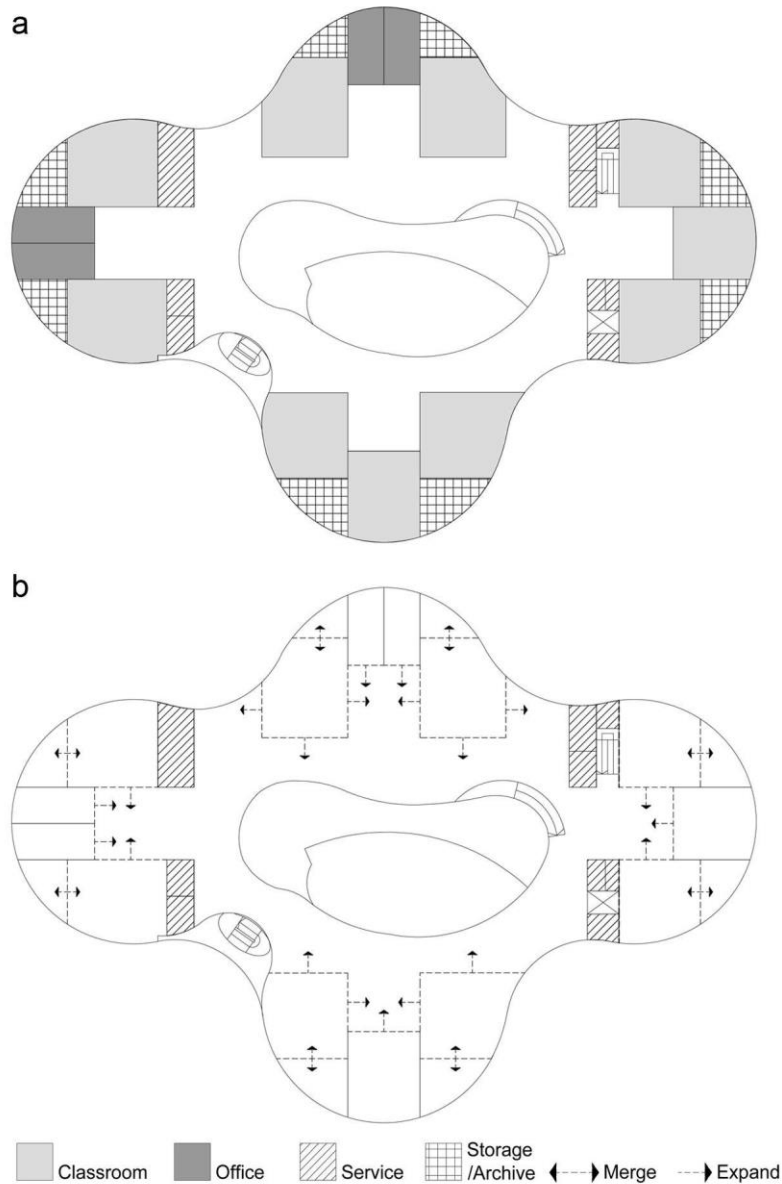 a
b
Classroom
Office
Service
Storage
/Archive
Merge
Expand